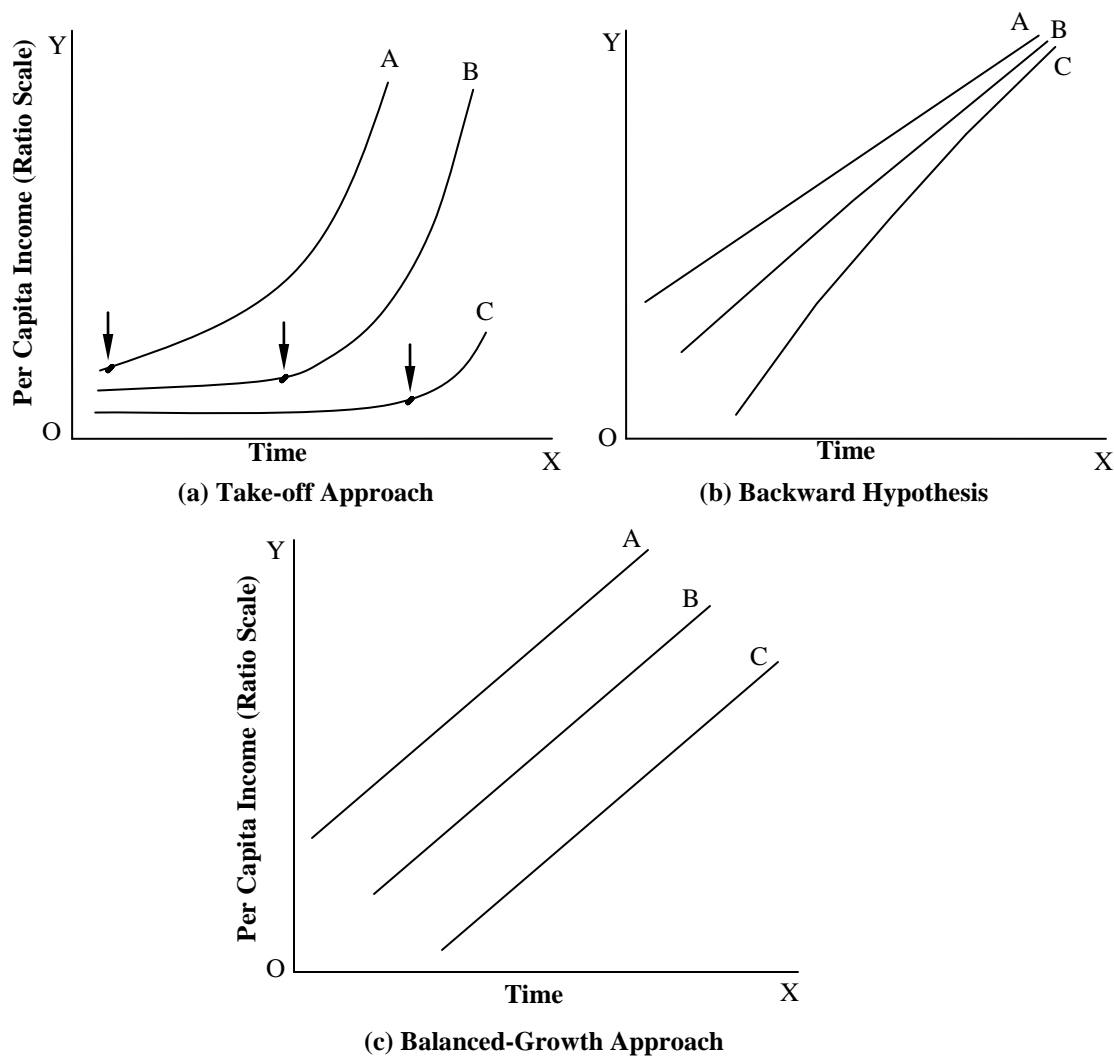 Y
Per Capita Income (Ratio Scale)
A
B
C
O
Time
X
(a) Take-off Approach
Y
A
B
C
O
Time
X
(b) Backward Hypothesis
Y
Per Capita Income (Ratio Scale)
A
B
C
O
Time
X
(c) Balanced-Growth Approach